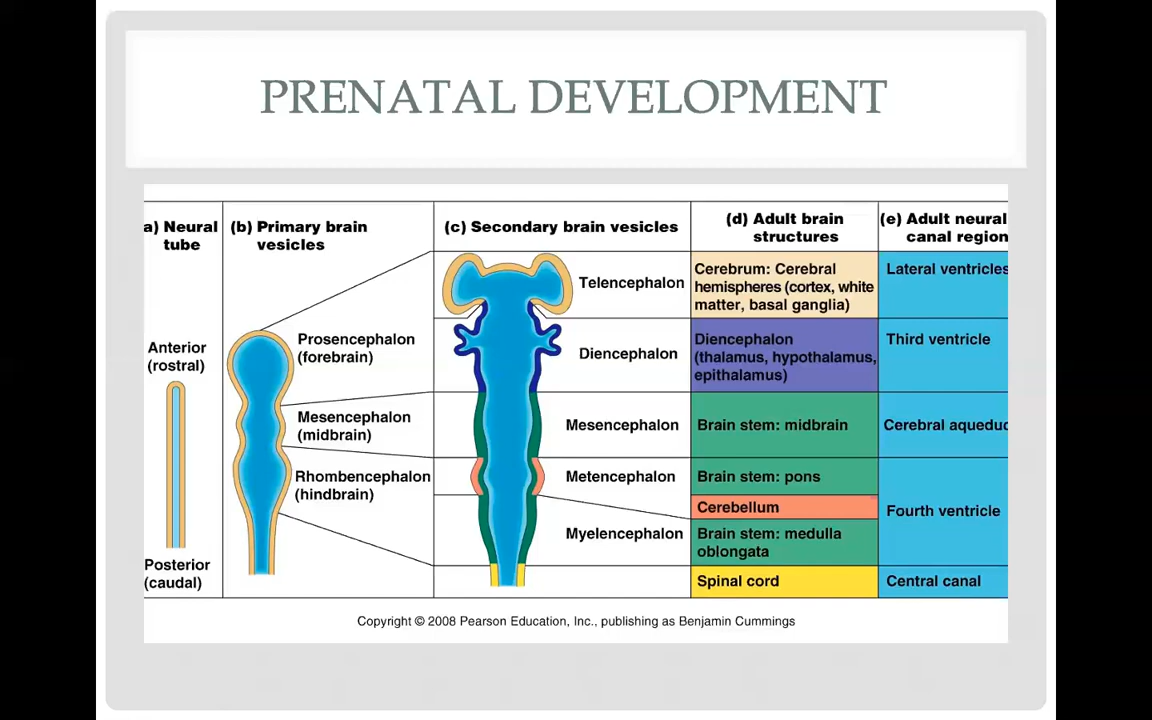 PRENATAL DEVELOPMENT
a) Neural
tube
(b) Primary brain
vesicles
(c) Secondary brain vesicles
(d) Adult brain
structures
(e) Adult neural
canal region
Anterior
(rostral)
Posterior
(caudal)
Prosencephalon
(forebrain)
Mesencephalon
(midbrain)
Rhombencephalon
(hindbrain)
Telencephalon
Diencephalon
Mesencephalon
Metencephalon
Myelencephalon
Cerebrum: Cerebral
hemispheres (cortex, white
matter, basal ganglia)
Diencephalon
(thalamus, hypothalamus,
epithalamus)
Brain stem: midbrain
Brain stem: pons
Cerebellum
Brain stem: medulla
oblongata
Spinal cord
Lateral ventricles
Third ventricle
Cerebral aqueduc
Fourth ventricle
Central canal
Copyright © 2008 Pearson Education, Inc., publishing as Benjamin Cummings